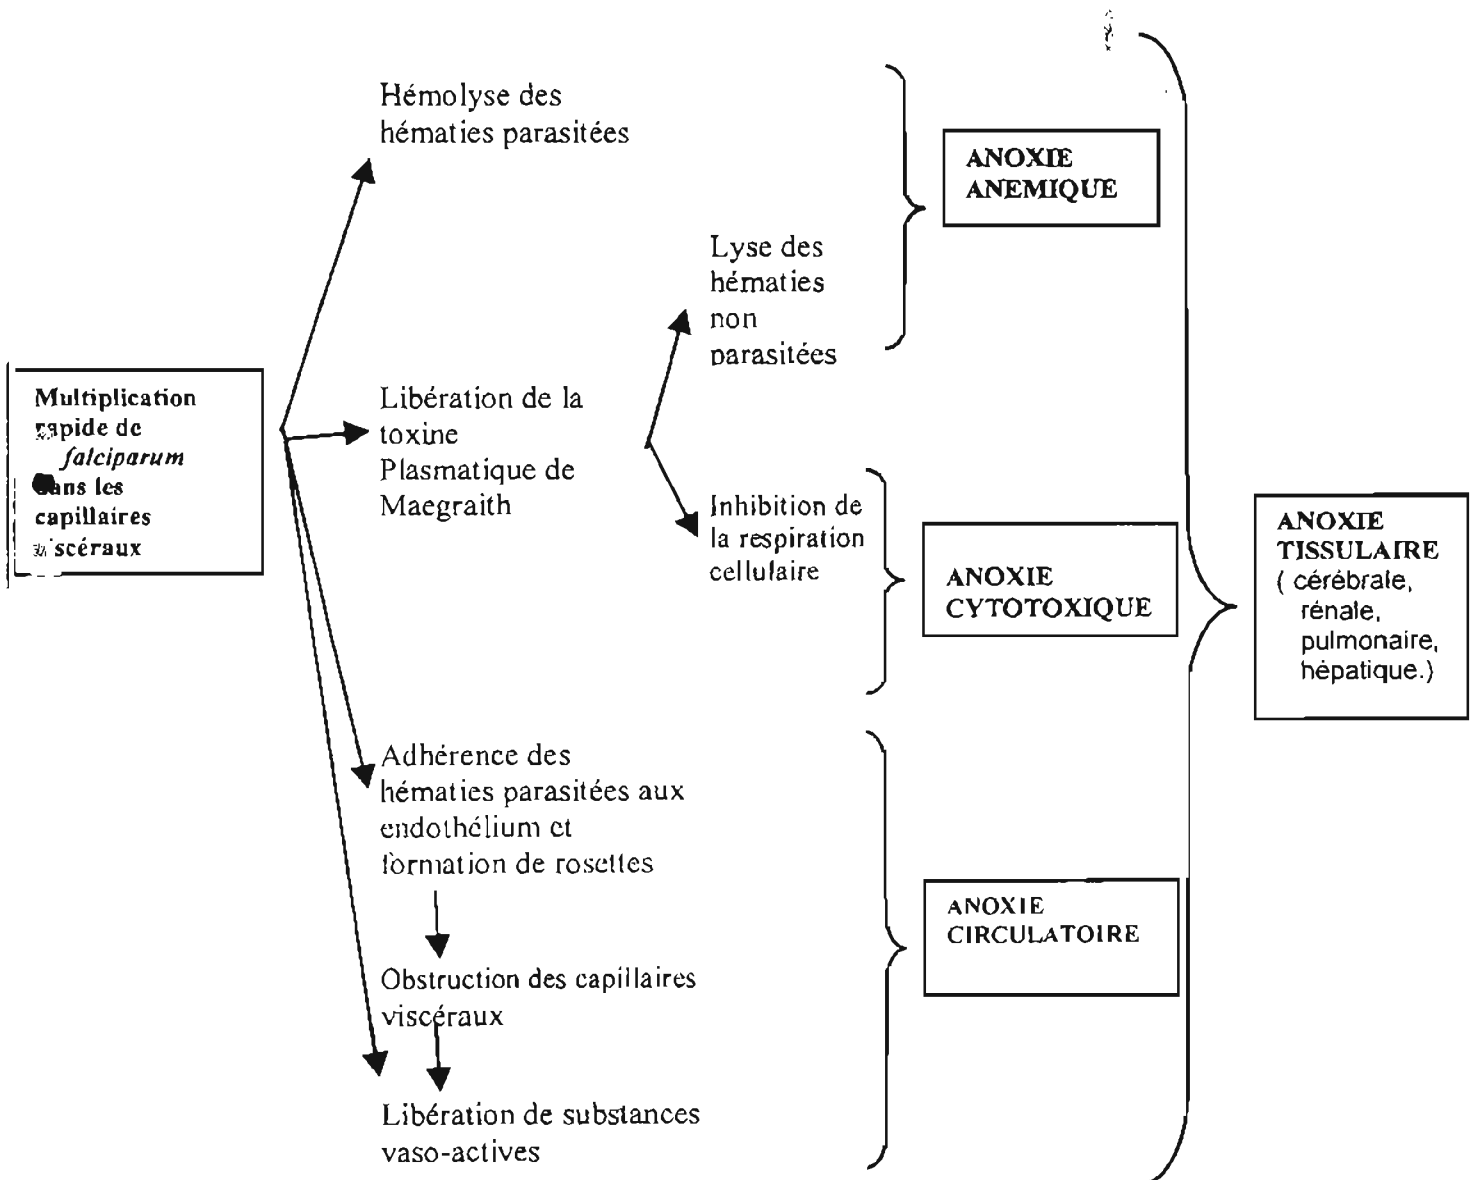 Hémolyse des
hématies parasitées
ANOXIE
ANEMIQUE
Lyse des
hématies
non
parasitées
Multiplication
rapide de
falciparum
dans les
capillaires
viscéraux
Libération de la
toxine
Plasmatique de
Maegraith
Inhibition de
la respiration
cellulaire
ANOXIE
CYTOTOXIQUE
ANOXIE
TISSULAIRE
( cérébrale,
rénale,
pulmonaire,
hépatique.)
Adhérence des
hématies parasitées aux
endothélium et
formation de rosettes
ANOXIE
CIRCULATOIRE
Obstruction des capillaires
viscéraux
Libération de substances
vaso-actives